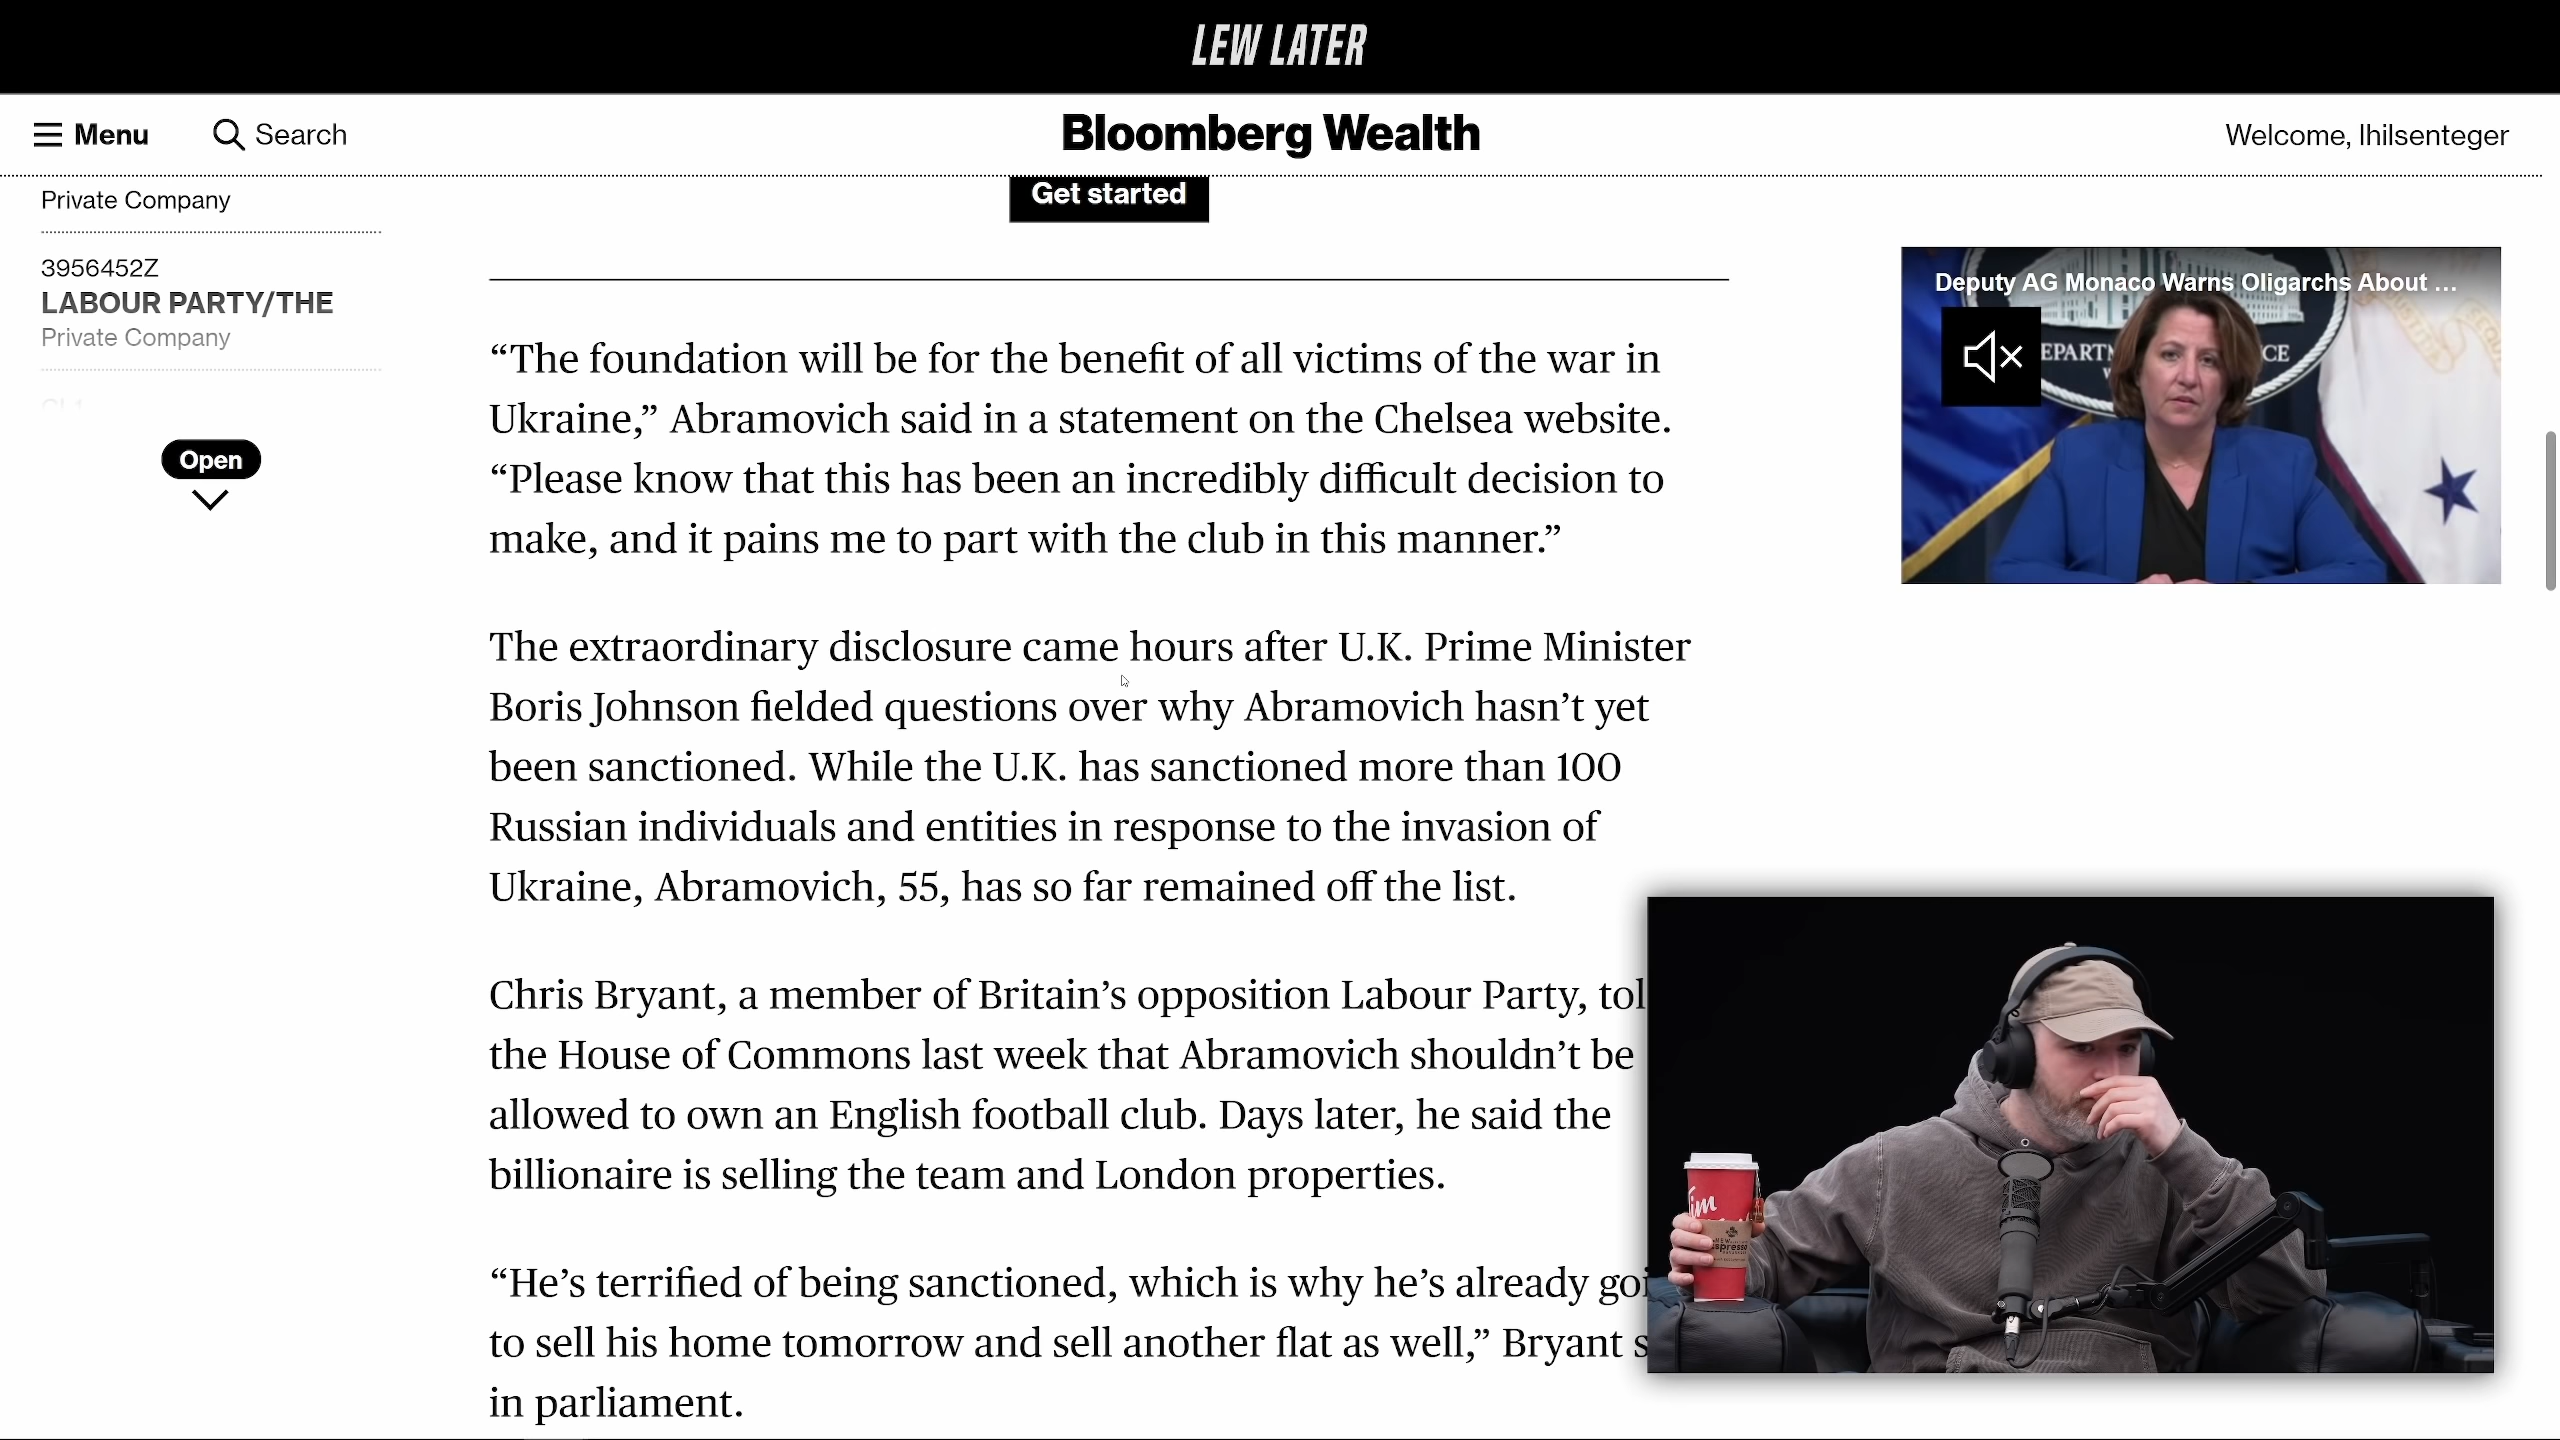 LEW LATER
Menu
Search
Bloomberg Wealth
Welcome, lhilsenteger
Private Company
3956452Z
LABOUR PARTY/THE
Private Company
Open
Get started
“The foundation will be for the benefit of all victims of the war in
Ukraine,” Abramovich said in a statement on the Chelsea website.
“Please know that this has been an incredibly difficult decision to
make, and it pains me to part with the club in this manner.”
The extraordinary disclosure came hours after U.K. Prime Minister
Boris Johnson fielded questions over why Abramovich hasn’t yet
been sanctioned. While the U.K. has sanctioned more than 100
Russian individuals and entities in response to the invasion of
Ukraine, Abramovich, 55, has so far remained off the list.
Chris Bryant, a member of Britain’s opposition Labour Party, tol
the House of Commons last week that Abramovich shouldn’t be
allowed to own an English football club. Days later, he said the
billionaire is selling the team and London properties.
“He’s terrified of being sanctioned, which is why he’s already goi
to sell his home tomorrow and sell another flat as well,” Bryant s
in parliament.
Deputy AG Monaco Warns Oligarchs About ...
EPARTM
CE
im
spresso